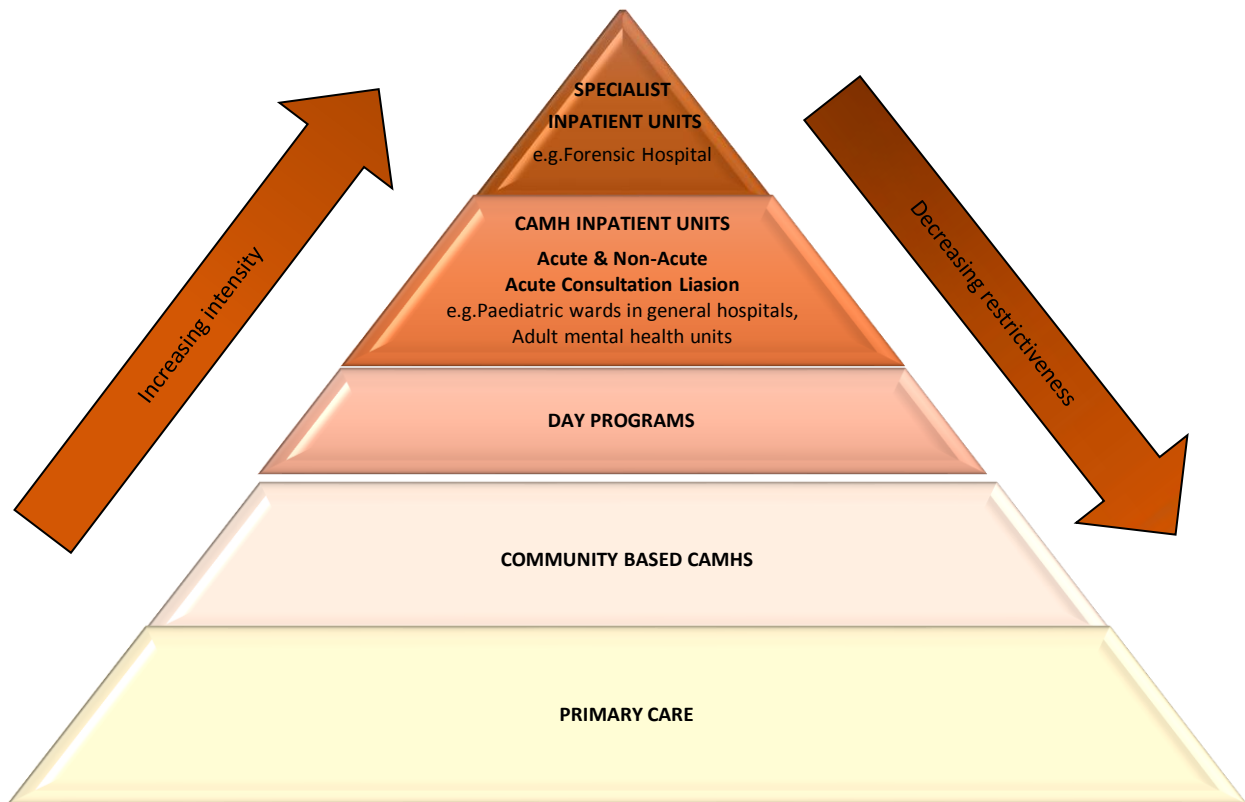 SPECIALIST
INPATIENT UNITS
e.g.Forensic Hospital
CAMH INPATIENT UNITS
Acute & Non-Acute
Acute Consultation Liasion
e.g.Paediatric wards in general hospitals,
Adult mental health units
Increasing intensity
Decreasing restrictiveness
DAY PROGRAMS
COMMUNITY BASED CAMHS
PRIMARY CARE